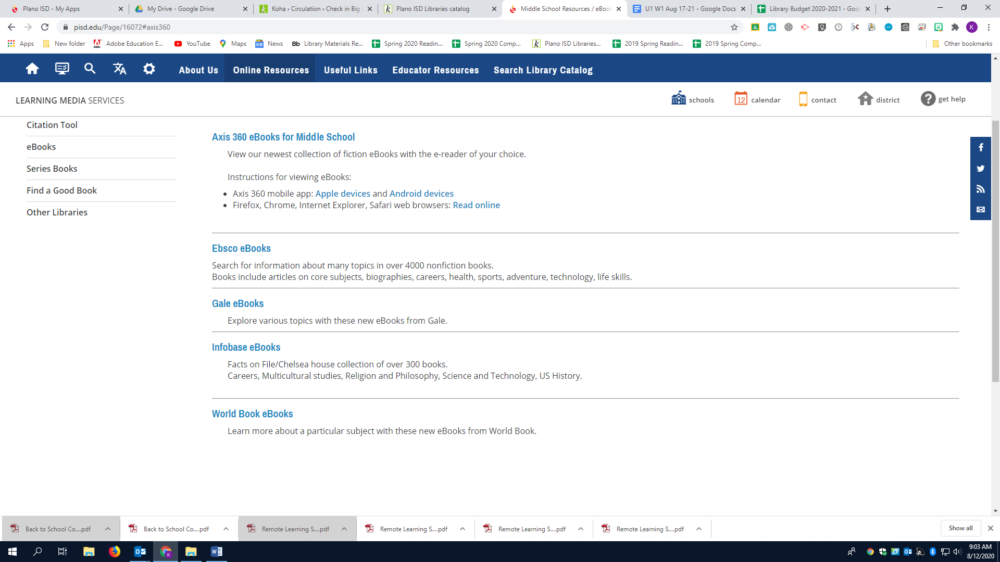 Plano ISD - My Apps
My Drive - Google Drive
Koha › Circulation › Check in Big
Plano ISD Libraries catalog
Middle School Resources / eBook
U1 W1 Aug 17-21 - Google Docs
Library Budget 2020-2021 - Goo
pisd.edu/Page/16072#axis360
K
Apps
New folder
Adobe Education E...
YouTube
Maps
News
Bb Library Materials Re...
Spring 2020 Readin...
Spring 2020 Comp...
Plano ISD Libraries...
2019 Spring Readin...
2019 Spring Comp...
Other bookmarks
About Us
Online Resources
Useful Links
Educator Resources
Search Library Catalog
LEARNING MEDIA SERVICES
schools
12 calendar
contact
district
? get help
Citation Tool
eBooks
Series Books
Find a Good Book
Other Libraries
Axis 360 eBooks for Middle School
View our newest collection of fiction eBooks with the e-reader of your choice.
Instructions for viewing eBooks:
• Axis 360 mobile app: Apple devices and Android devices
• Firefox, Chrome, Internet Explorer, Safari web browsers: Read online
Ebsco eBooks
Search for information about many topics in over 4000 nonfiction books.
Books include articles on core subjects, biographies, careers, health, sports, adventure, technology, life skills.
Gale eBooks
Explore various topics with these new eBooks from Gale.
Infobase eBooks
Facts on File/Chelsea house collection of over 300 books.
Careers, Multicultural studies, Religion and Philosophy, Science and Technology, US History.
World Book eBooks
Learn more about a particular subject with these new eBooks from World Book.
Back to School Co....pdf
Back to School Co....pdf
Remote Learning S....pdf
Remote Learning S....pdf
Remote Learning S....pdf
Remote Learning S....pdf
Show all
9:03 AM
8/12/2020